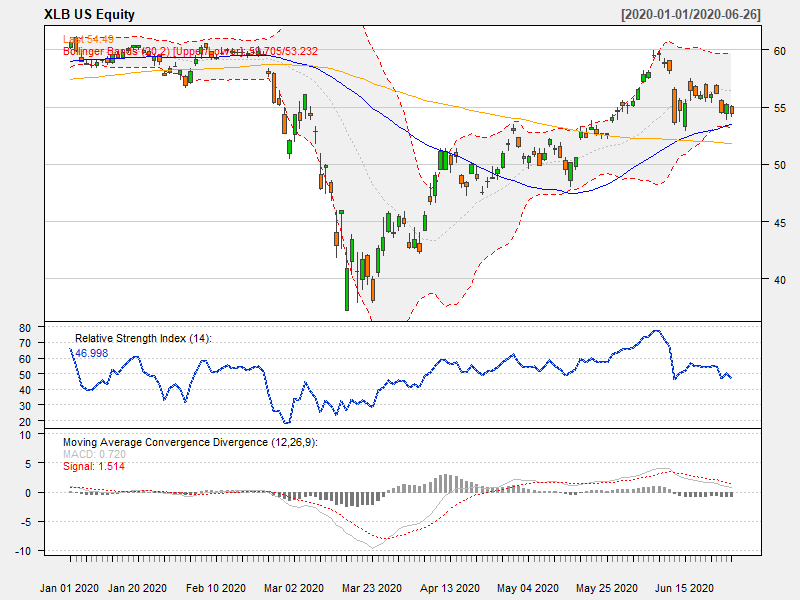 XLB US Equity [2020-01-01/2020-06-26]
Last 54.49
Bollinger Bands (20,2) [Upper/Lower]: 59.705/53.232
60
55
50
45
40
Relative Strength Index (14):
46.998
80
70
60
50
40
30
20
Moving Average Convergence Divergence (12,26,9):
MACD: 0.720
Signal: 1.514
10
5
0
-5
-10
Jan 01 2020 Jan 20 2020 Feb 10 2020 Mar 02 2020 Mar 23 2020 Apr 13 2020 May 04 2020 May 25 2020 Jun 15 2020